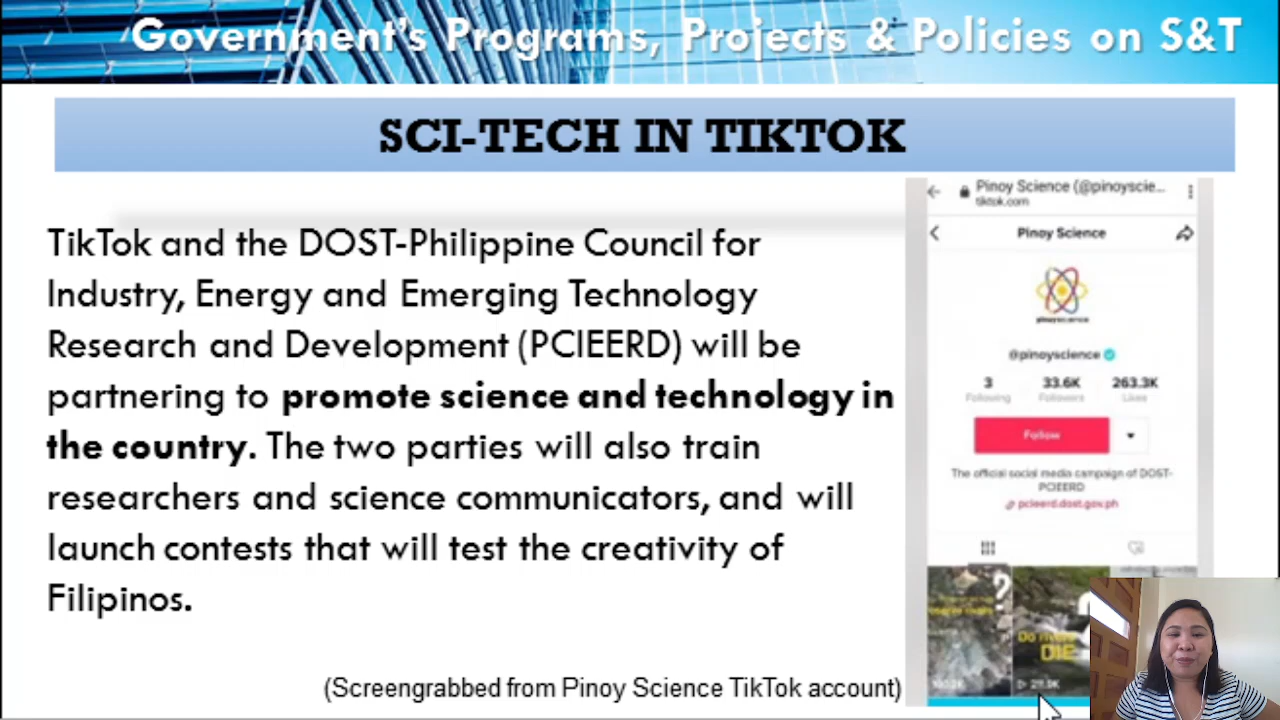 Government's Programs, Projects & Policies on S&T
SCI-TECH IN TIKTOK
TikTok and the DOST-Philippine Council for
Industry, Energy and Emerging Technology
Research and Development (PCIEERD) will be
partnering to promote science and technology in
the country. The two parties will also train
researchers and science communicators, and will
launch contests that will test the creativity of
Filipinos.
(Screengrabbed from Pinoy Science TikTok account)
Pinoy Science (@pinoyscie...
tiktok.com
Pinoy Science
pinoyscience
@pinoyscience
3 33.6K 263.3K
Following Followers Likes
Follow
The official social media campaign of DOST-
PCIEERD
pcieerd.dost.gov.ph
?
Do rivers
DIE